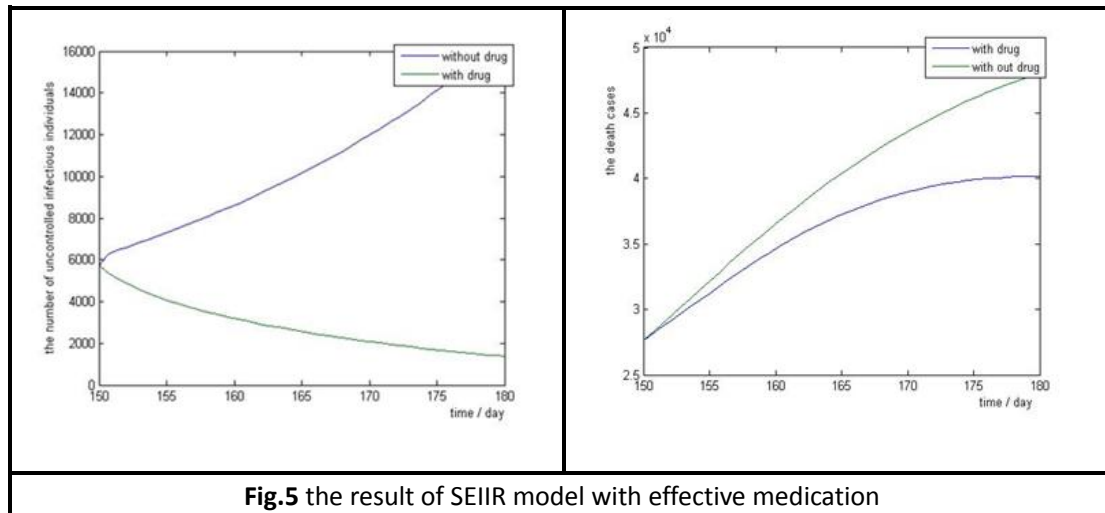 16000
14000
12000
10000
8000
6000
4000
2000
0
the number of uncontrolled infectious individuals
without drug
with drug
150 155 160 165 170 175 180
time / day
x 10^4
5
4.5
4
3.5
3
2.5
the death cases
with drug
with out drug
150 155 160 165 170 175 180
time / day
Fig.5 the result of SEIIR model with effective medication